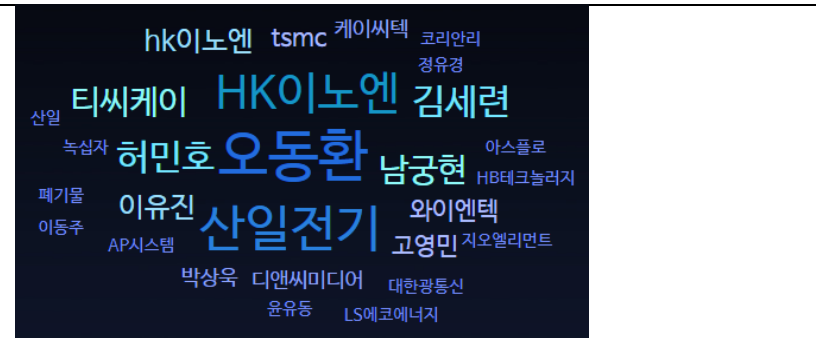 hk이노엔 tsmc 케이씨텍 코리안리
정유경
티씨케이 HK이노엔 김세련
산일
녹십자 허민호 오동환 남궁현 아스플로
HB테크놀러지
폐기물 이유진 와이엔텍
이동주 AP시스템 산일전기 고영민 지오엘리먼트
박상욱 디앤씨미디어 대한광통신
윤유동 LS에코에너지